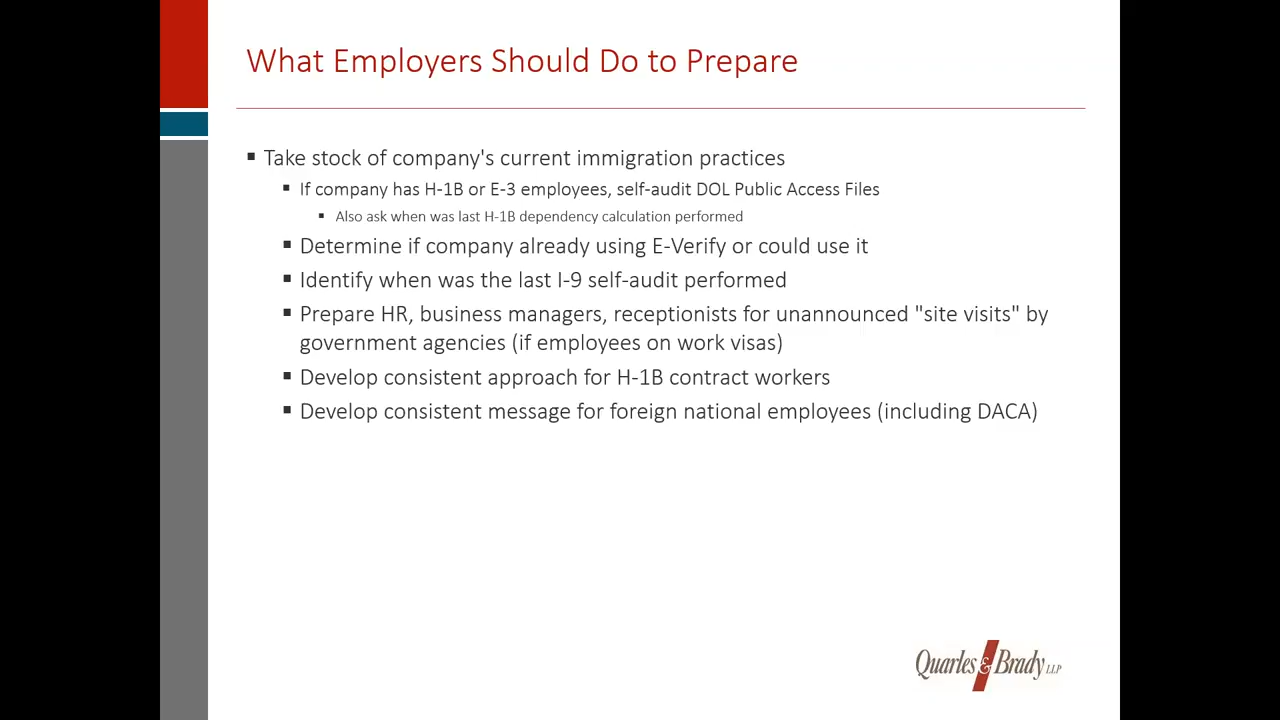 What Employers Should Do to Prepare
▪ Take stock of company's current immigration practices
▪ If company has H-1B or E-3 employees, self-audit DOL Public Access Files
▪ Also ask when was last H-1B dependency calculation performed
▪ Determine if company already using E-Verify or could use it
▪ Identify when was the last I-9 self-audit performed
▪ Prepare HR, business managers, receptionists for unannounced "site visits" by
government agencies (if employees on work visas)
▪ Develop consistent approach for H-1B contract workers
▪ Develop consistent message for foreign national employees (including DACA)
Quarles & Brady LLP